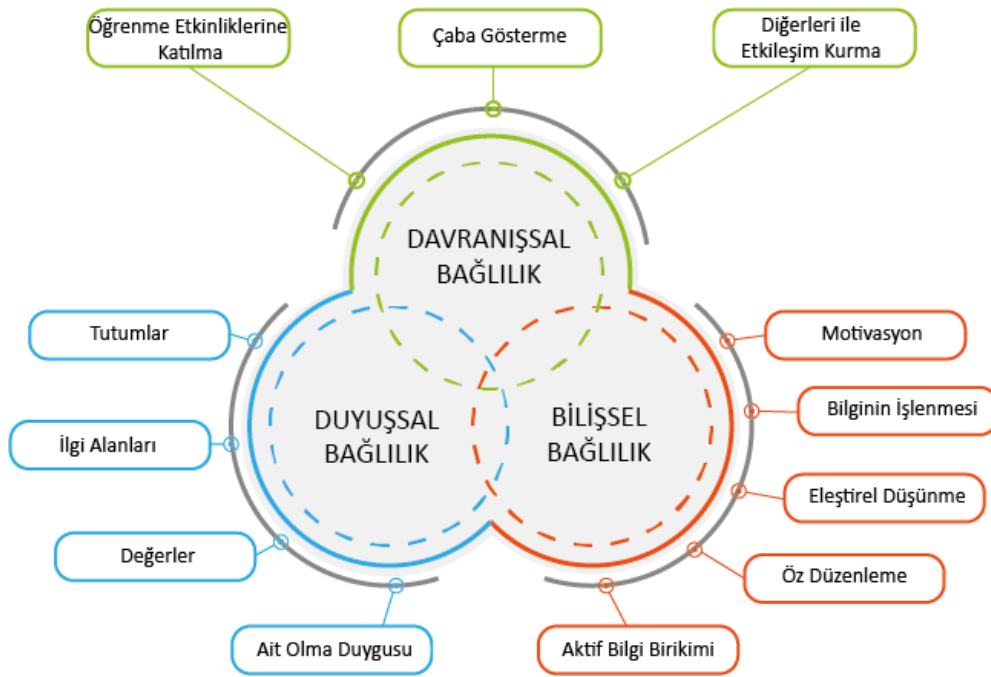 Öğrenme Etkinliklerine
Katılma
Çaba Gösterme
Diğerleri ile
Etkileşim Kurma
DAVRANIŞSAL
BAĞLILIK
Tutumlar
İlgi Alanları
Değerler
Ait Olma Duygusu
DUYUŞSAL
BAĞLILIK
BİLİŞSEL
BAĞLILIK
Motivasyon
Bilginin İşlenmesi
Eleştirel Düşünme
Öz Düzenleme
Aktif Bilgi Birikimi